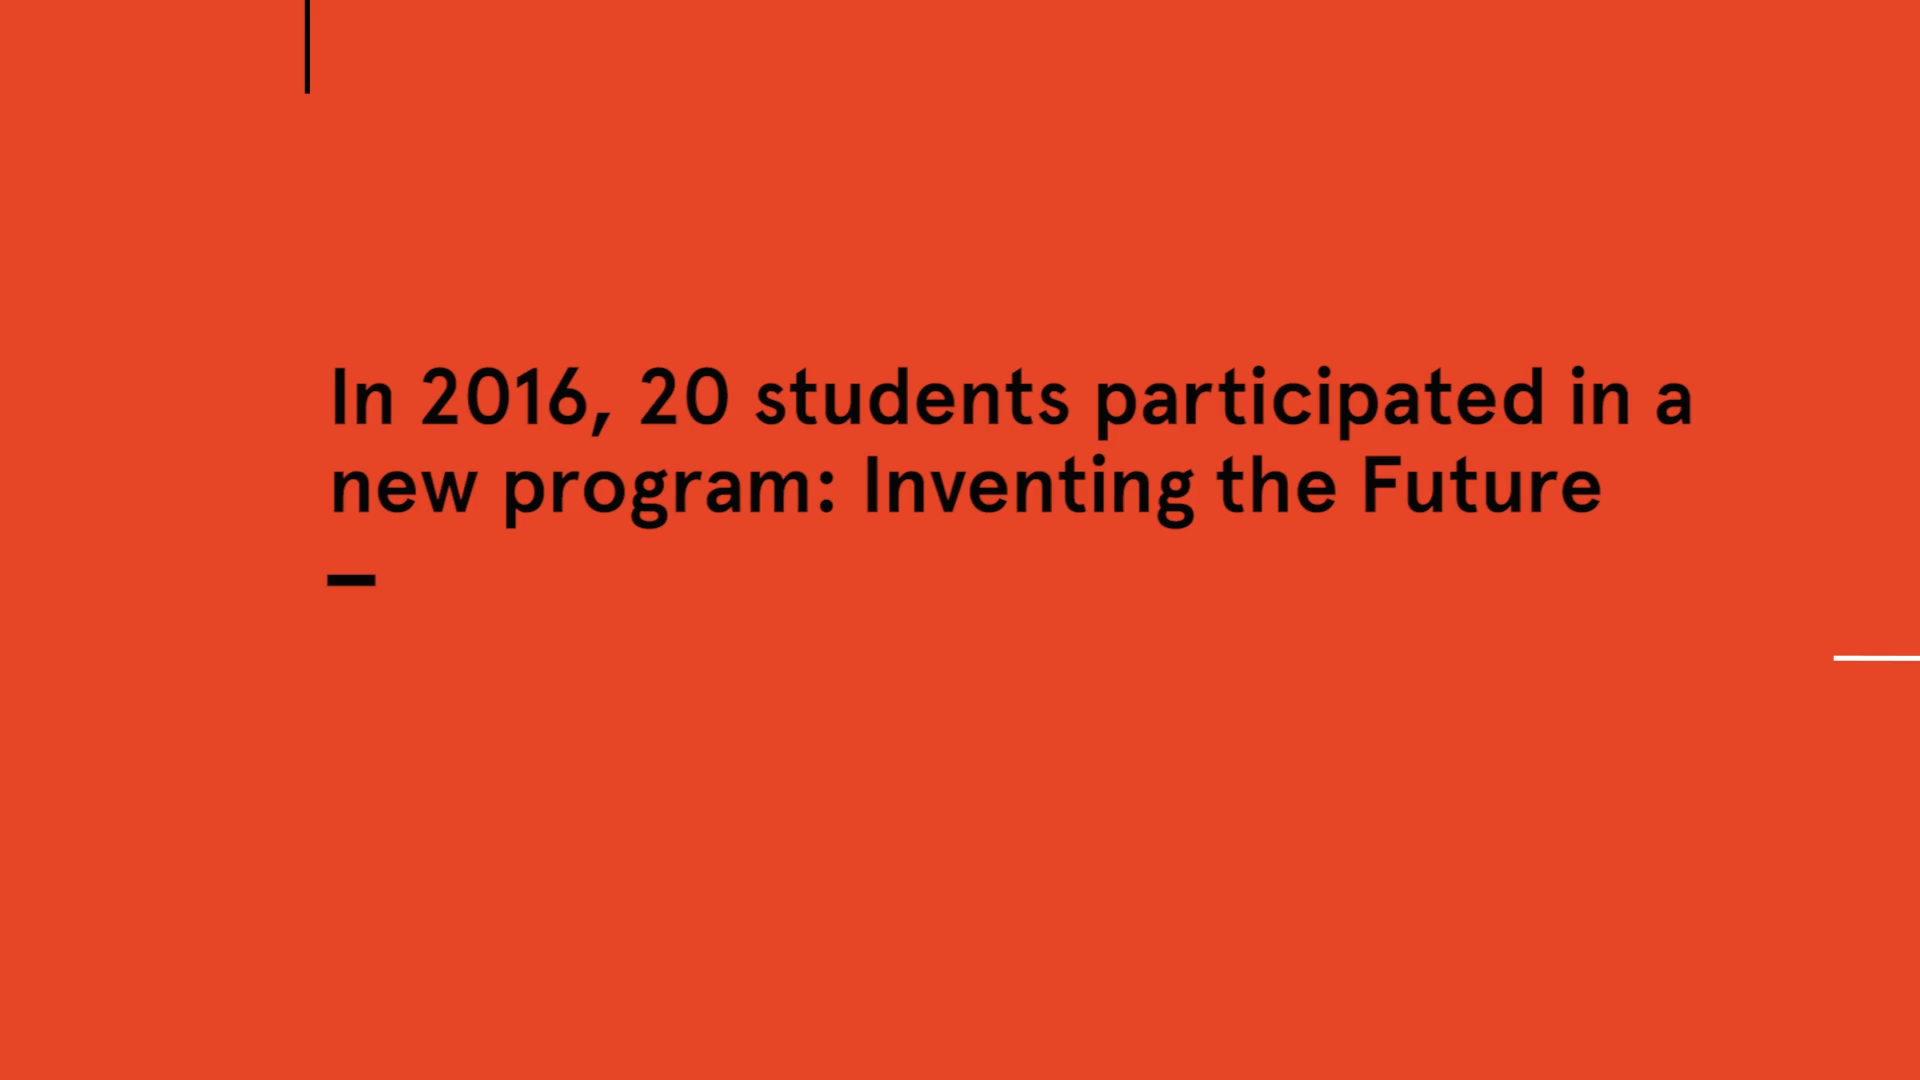 In 2016, 20 students participated in a
new program: Inventing the Future